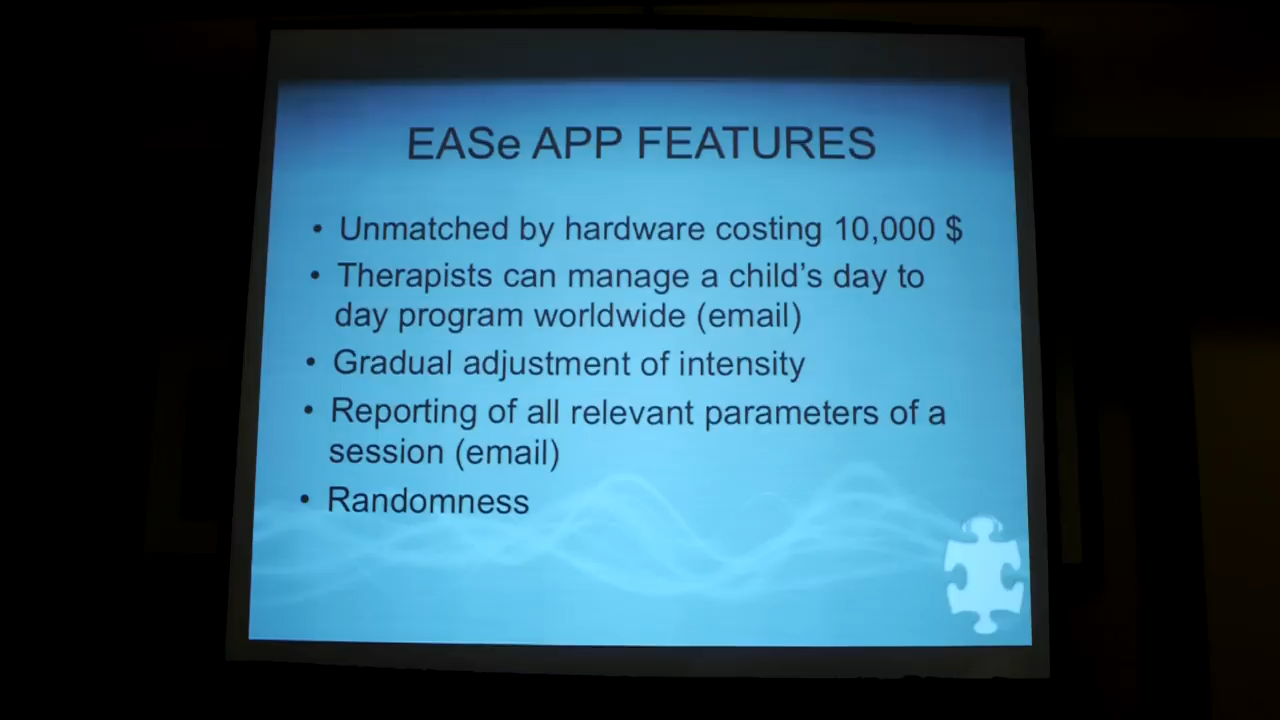 EASe APP FEATURES
• Unmatched by hardware costing 10,000 $
• Therapists can manage a child's day to
day program worldwide (email)
• Gradual adjustment of intensity
• Reporting of all relevant parameters of a
session (email)
• Randomness